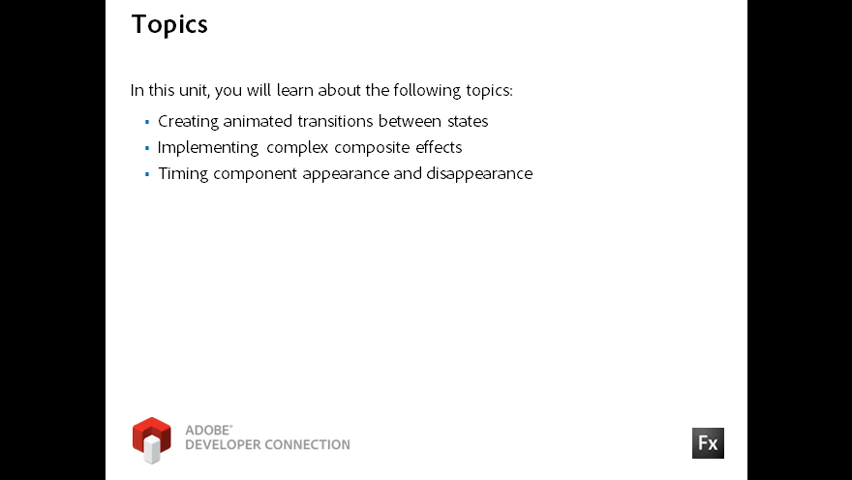 Topics
In this unit, you will learn about the following topics:
▪ Creating animated transitions between states
▪ Implementing complex composite effects
▪ Timing component appearance and disappearance
ADOBE®
DEVELOPER CONNECTION
Fx